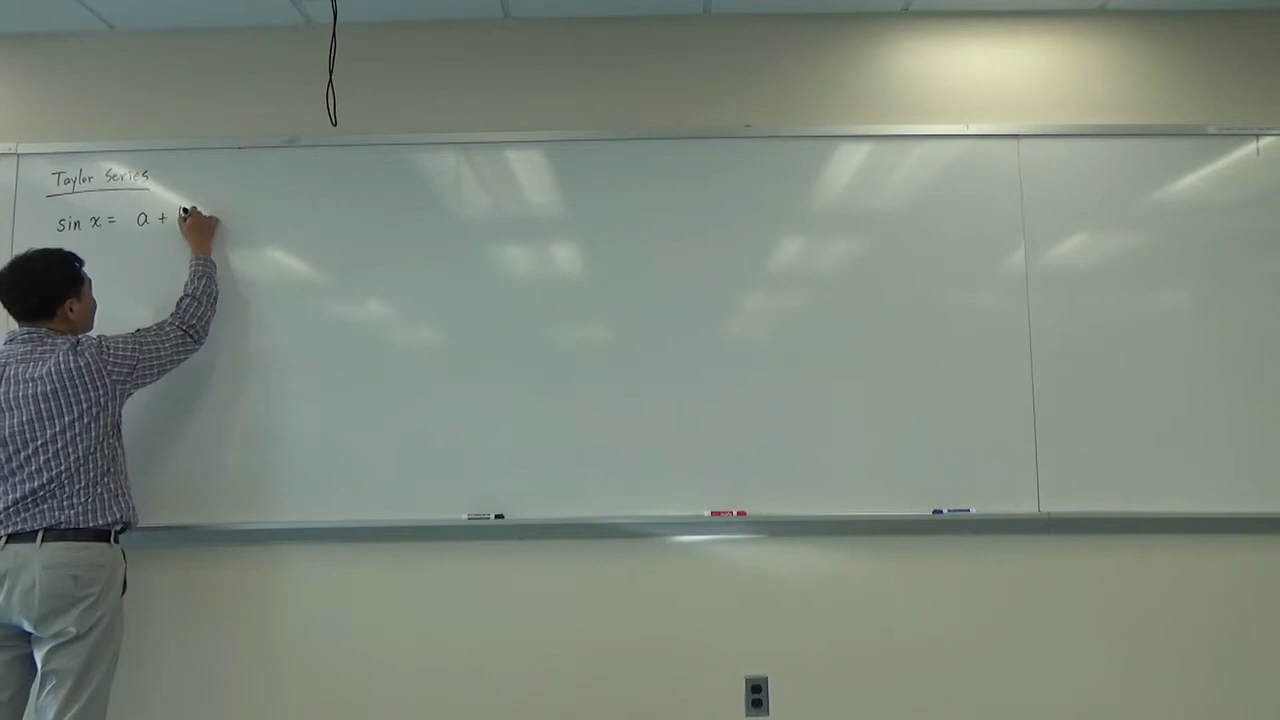 Taylor Series
sin x = a +